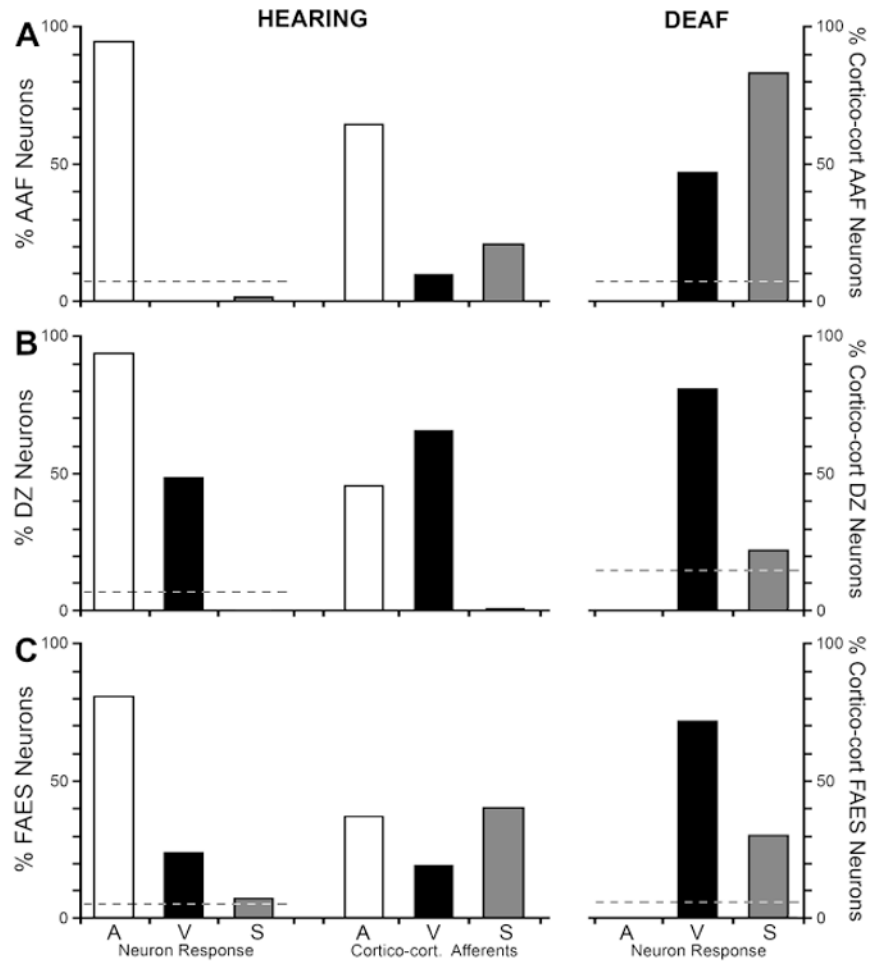 HEARING
DEAF
A
100
50
0
% AAF Neurons
100
50
0
% Cortico-cort
AAF Neurons
B
100
50
0
% DZ Neurons
100
50
0
% Cortico-cort
DZ Neurons
C
100
50
0
% FAES Neurons
100
50
0
% Cortico-cort
FAES Neurons
A V S A V S A V S
Neuron Response Cortico-cort. Afferents Neuron Response